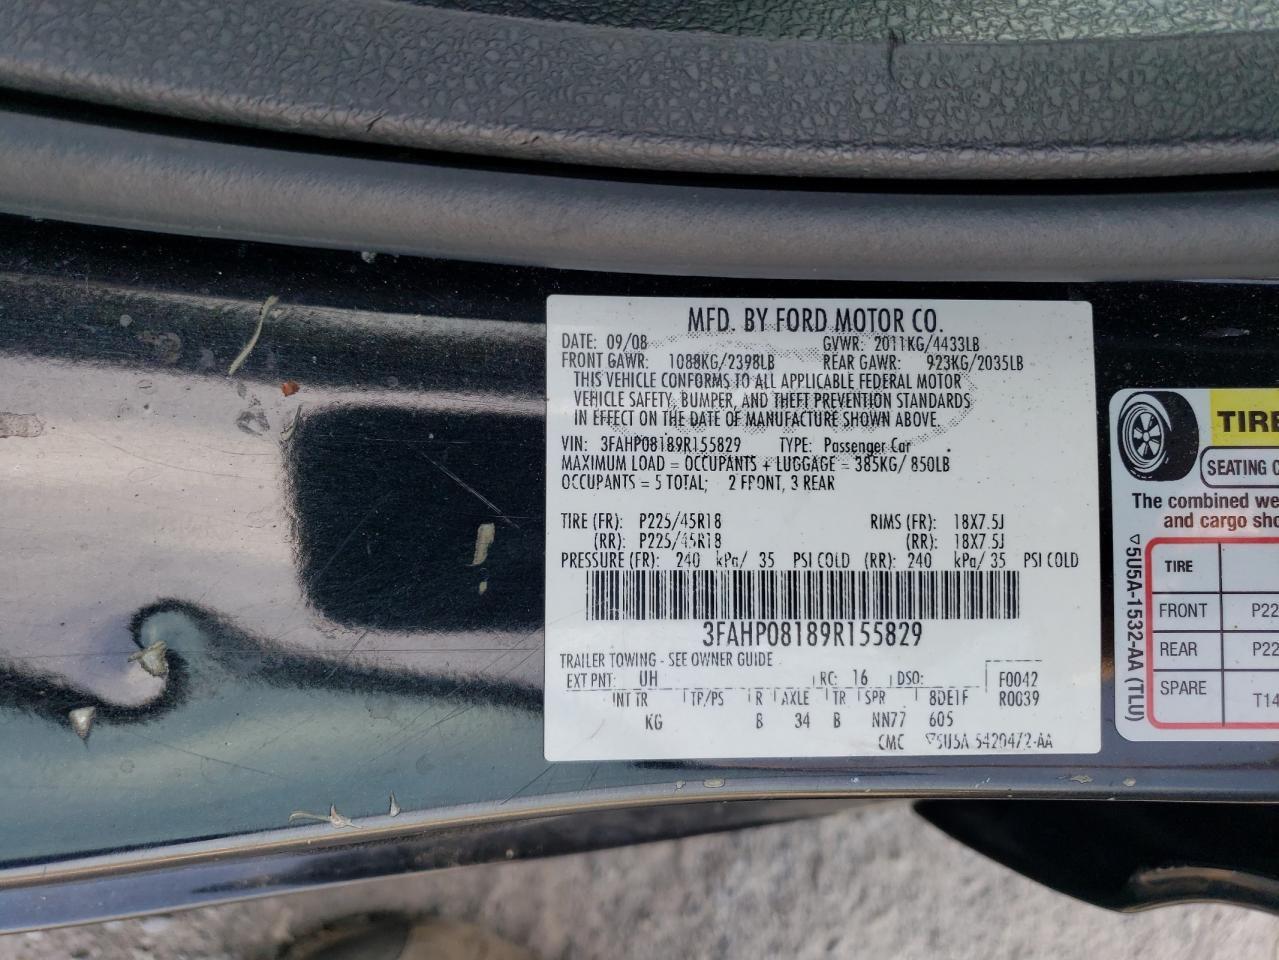 MFD. BY FORD MOTOR CO.
DATE: 09/08 GVWR: 2011KG/4433LB
FRONT GAWR: 1088KG/2398LB REAR GAWR: 923KG/2035LB
THIS VEHICLE CONFORMS TO ALL APPLICABLE FEDERAL MOTOR
VEHICLE SAFETY, BUMPER, AND THEFT PREVENTION STANDARDS
IN EFFECT ON THE DATE OF MANUFACTURE SHOWN ABOVE.
VIN: 3FAHP08189R155829 TYPE: Passenger Car
MAXIMUM LOAD = OCCUPANTS + LUGGAGE = 385KG/850LB
OCCUPANTS = 5 TOTAL; 2 FRONT, 3 REAR
TIRE (FR): P225/45R18 RIMS (FR): 18X7.5J
(RR): P225/45R18 (RR): 18X7.5J
PRESSURE (FR): 240 kPa/ 35 PSI COLD (RR): 240 kPa/ 35 PSI COLD
3FAHP08189R155829
TRAILER TOWING - SEE OWNER GUIDE
EXT PNT: UH RC: 16 DSO: F0042
INT TR TP/PS R AXLE TR SPR 8DE1F R0039
KG B 34 B NN77 605
CMC ▽5U5A 5420472-AA
TIRE
SEATING C
The combined we
and cargo sho
TIRE
FRONT P22
REAR P22
SPARE T14
▽5U5A-1532-AA (TLU)